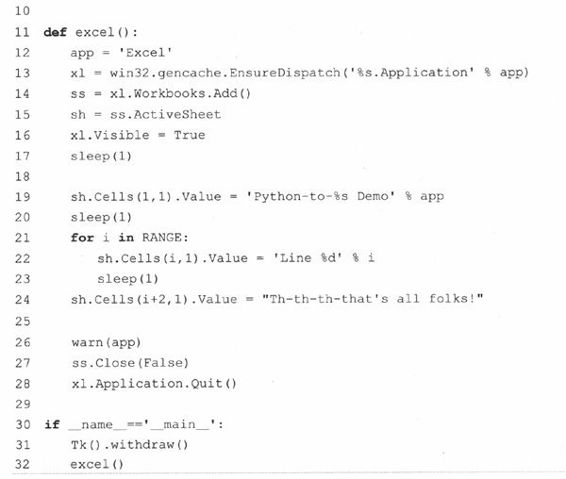 10
11 def excel():
12     app = 'Excel'
13     xl = win32.gencache.EnsureDispatch('%s.Application' % app)
14     ss = xl.Workbooks.Add()
15     sh = ss.ActiveSheet
16     xl.Visible = True
17     sleep(1)
18
19     sh.Cells(1,1).Value = 'Python-to-%s Demo' % app
20     sleep(1)
21     for i in RANGE:
22         sh.Cells(i,1).Value = 'Line %d' % i
23         sleep(1)
24     sh.Cells(i+2,1).Value = "Th-th-th-that's all folks!"
25
26     warn(app)
27     ss.Close(False)
28     xl.Application.Quit()
29
30 if __name__=='__main__':
31     Tk().withdraw()
32     excel()